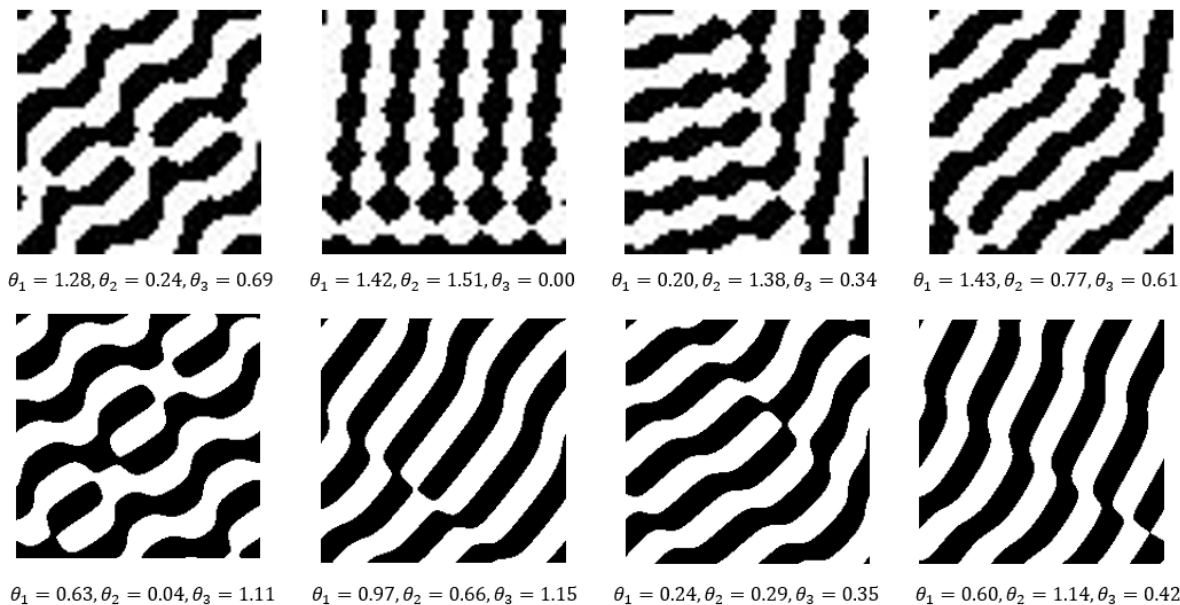 θ₁ = 1.28, θ₂ = 0.24, θ₃ = 0.69
θ₁ = 1.42, θ₂ = 1.51, θ₃ = 0.00
θ₁ = 0.20, θ₂ = 1.38, θ₃ = 0.34
θ₁ = 1.43, θ₂ = 0.77, θ₃ = 0.61
θ₁ = 0.63, θ₂ = 0.04, θ₃ = 1.11
θ₁ = 0.97, θ₂ = 0.66, θ₃ = 1.15
θ₁ = 0.24, θ₂ = 0.29, θ₃ = 0.35
θ₁ = 0.60, θ₂ = 1.14, θ₃ = 0.42